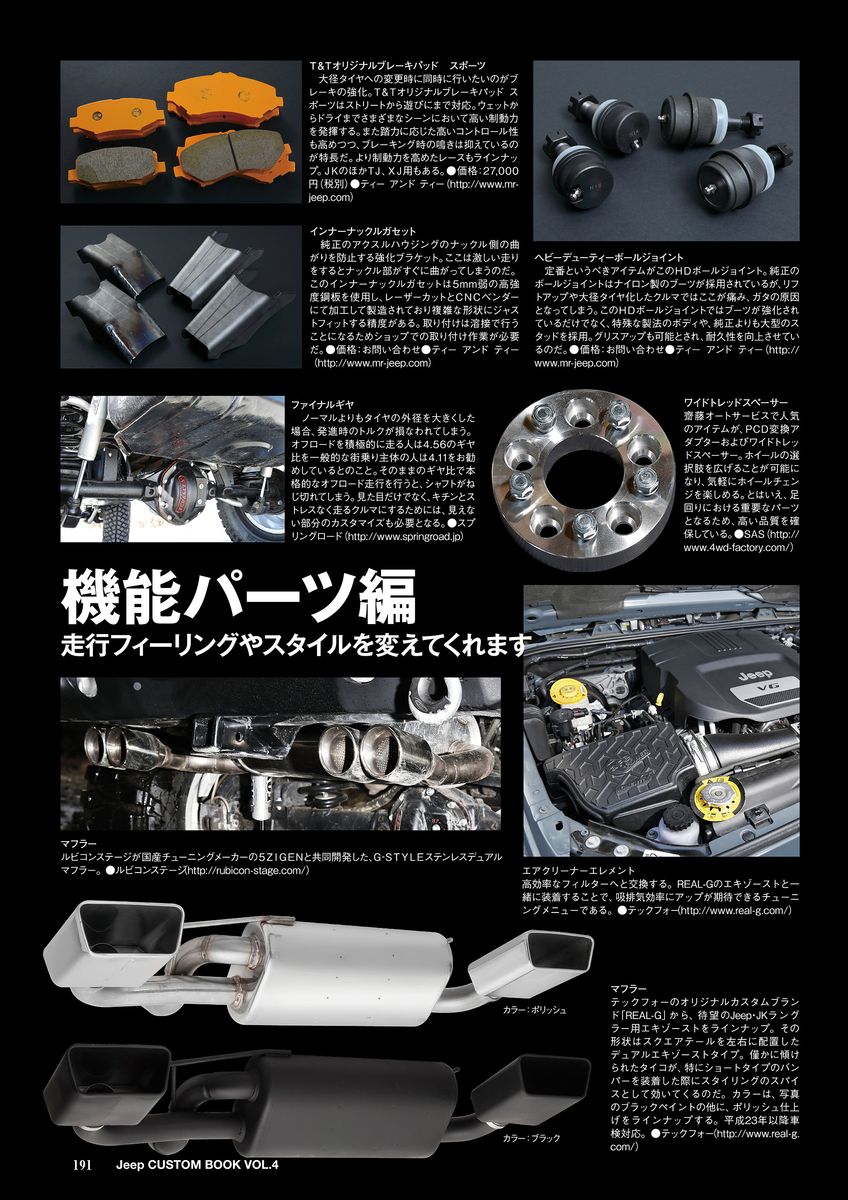 T&Tオリジナルブレーキパッド スポーツ
大径タイヤへの変更時に同時に行いたいのがブ
レーキの強化。T&Tオリジナルブレーキパッド ス
ポーツはストリートから遊びにまで対応。ウェットか
らドライまでさまざまなシーンにおいて高い制動力
を発揮する。また踏力に応じた高いコントロール性
も高めつつ、ブレーキング時の鳴きは抑えているの
が特長だ。より制動力を高めたレースもラインナッ
プ。JKのほかTJ、XJ用もある。●価格:27,000
円(税別)●ティー アンド ティー(http://www.mr-
jeep.com)
インナーナックルガセット
純正のアクスルハウジングのナックル側の曲
がりを防止する強化ブラケット。ここは激しい走り
をするとナックル部がすぐに曲がってしまうのだ。
このインナーナックルガセットは5mm弱の高強
度鋼板を使用し、レーザーカットとCNCベンダー
にて加工して製造されており複雑な形状にジャス
トフィットする精度がある。取り付けは溶接で行う
ことになるためショップでの取り付け作業が必要
だ。●価格:お問い合わせ●ティー アンド ティー
(http://www.mr-jeep.com)
ヘビーデューティーボールジョイント
定番というべきアイテムがこのHDボールジョイント。純正の
ボールジョイントはナイロン製のブーツが採用されているが、リフ
トアップや大径タイヤ化したクルマではここが痛み、ガタの原因
となってしまう。このHDボールジョイントではブーツが強化され
ているだけでなく、特殊な製法のボディや、純正よりも大型のス
タッドを採用。グリスアップも可能とされ、耐久性を向上させてい
るのだ。●価格:お問い合わせ●ティー アンド ティー(http://
www.mr-jeep.com)
ファイナルギヤ
ノーマルよりもタイヤの外径を大きくした
場合、発進時のトルクが損なわれてしまう。
オフロードを積極的に走る人は4.56のギヤ
比を一般的な街乗り主体の人は4.11をお勧
めしているとのこと。そのままのギヤ比で本
格的なオフロード走行を行うと、シャフトがね
じ切れてしまう。見た目だけでなく、キチンとス
トレスなく走るクルマにするためには、見えな
い部分のカスタマイズも必要となる。●スプ
リングロード(http://www.springroad.jp)
ワイドトレッドスペーサー
齋藤オートサービスで人気
のアイテムが、PCD変換ア
ダプターおよびワイドトレッ
ドスペーサー。ホイールの選
択肢を広げることが可能に
なり、気軽にホイールチェン
ジを楽しめる。とはいえ、足
回りにおける重要なパーツ
となるため、高い品質を確
保している。●SAS(http://
www.4wd-factory.com/)
機能パーツ編
走行フィーリングやスタイルを変えてくれます
Jeep
V6
マフラー
ルビコンステージが国産チューニングメーカーの5ZIGENと共同開発した、G-STYLEステンレスデュアル
マフラー。●ルビコンステージ(http://rubicon-stage.com/)
エアクリーナーエレメント
高効率なフィルターへと交換する。REAL-Gのエキゾーストと一
緒に装着することで、吸排気効率にアップが期待できるチューニ
ングメニューである。●テックフォー(http://www.real-g.com/)
カラー:ポリッシュ
カラー:ブラック
マフラー
テックフォーのオリジナルカスタムブラン
ド「REAL-G」から、待望のJeep・JKラング
ラー用エキゾーストをラインナップ。その
形状はスクエアテールを左右に配置した
デュアルエキゾーストタイプ。僅かに傾け
られたタイコが、特にショートタイプのバン
パーを装着した際にスタイリングのスパイ
スとして効いてくるのだ。カラーは、写真
のブラックペイントの他に、ポリッシュ仕上
げをラインナップする。平成23年以降車
検対応。●テックフォー(http://www.real-g.
com/)
191 Jeep CUSTOM BOOK VOL.4